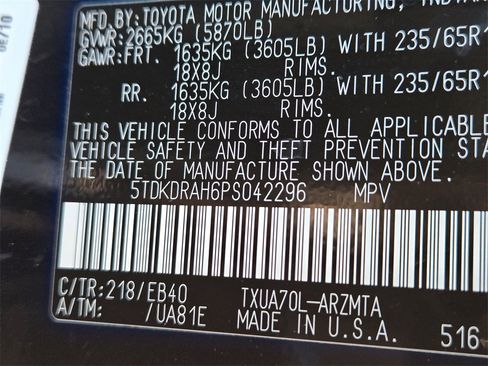 MFD.BY:TOYOTA MOTOR MANUFACTURING,
GVWR:2665KG (5870LB)
GAWR:FRT. 1635KG (3605LB) WITH 235/65R1
18X8J RIMS.
RR. 1635KG (3605LB) WITH 235/65R1
18X8J RIMS.
THIS VEHICLE CONFORMS TO ALL APPLICABLE
VEHICLE SAFETY AND THEFT PREVENTION STA
THE DATE OF MANUFACTURE SHOWN ABOVE.
5TDKDRAH6PS042296 MPV
C/TR:218/EB40 TXUA70L-ARZMTA
A/TM: /UA81E MADE IN U.S.A. 516